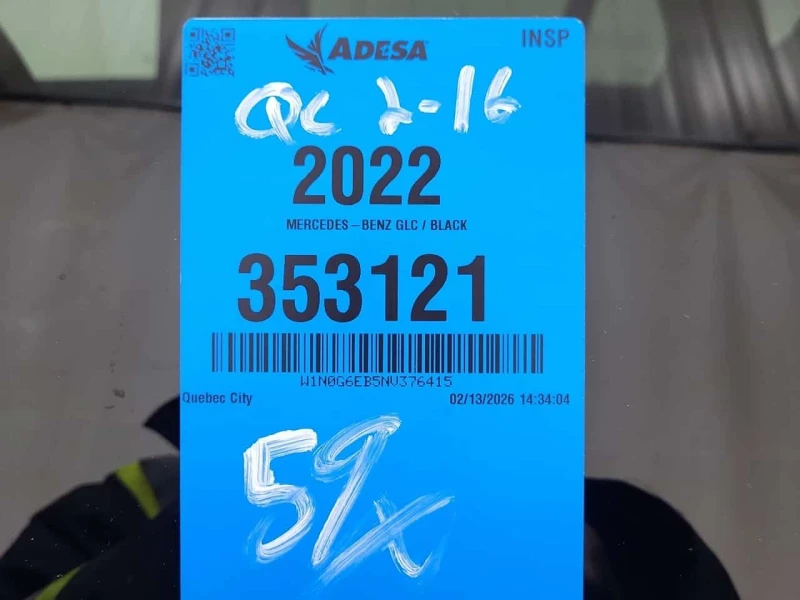 ADESA
INSP
QC 2-16
2022
MERCEDES-BENZ GLC / BLACK
353121
W1N0G6EB5NV376415
Quebec City
02/13/2026 14:34:04
59x